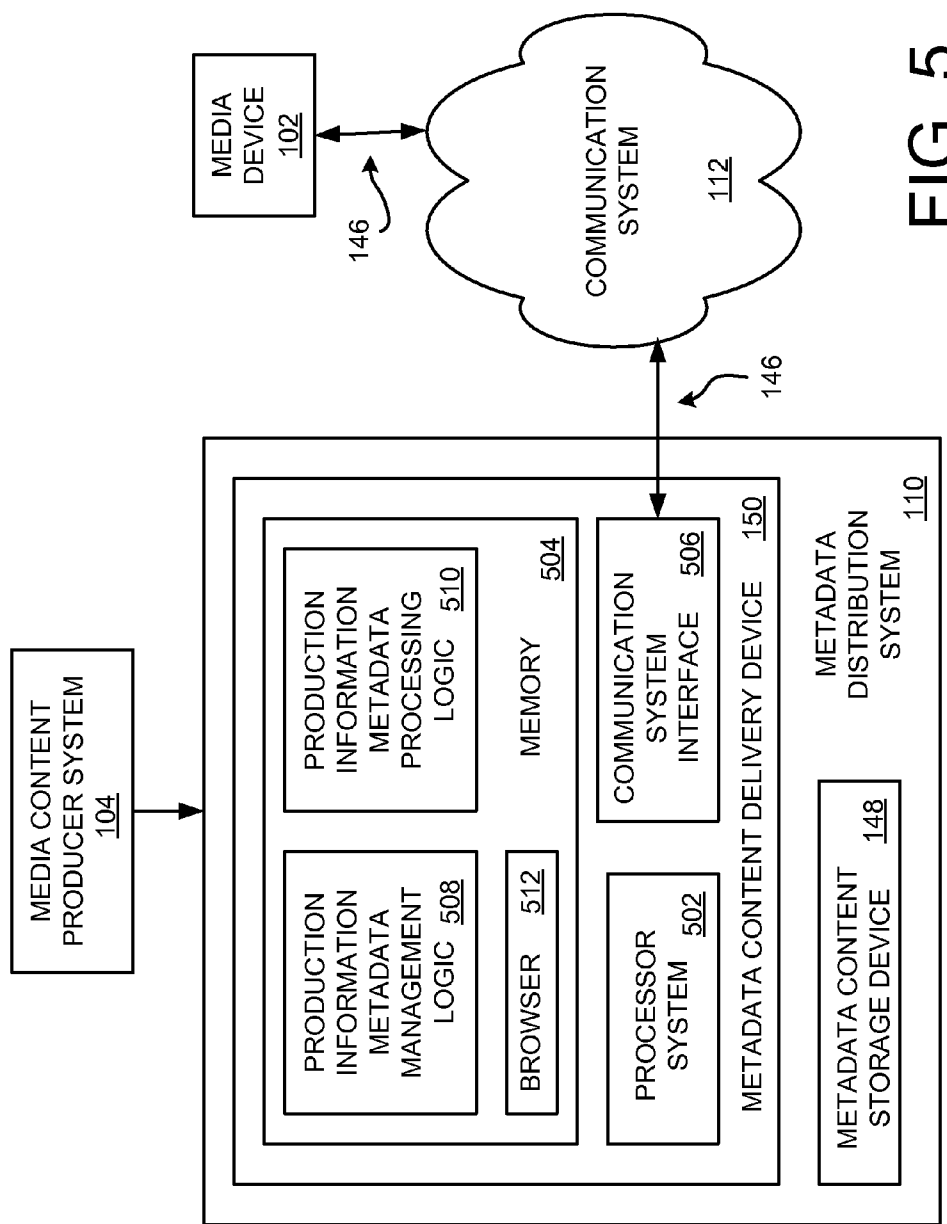 MEDIA CONTENT
PRODUCER SYSTEM
104
PRODUCTION
INFORMATION
METADATA
MANAGEMENT
LOGIC 508
PRODUCTION
INFORMATION
METADATA
PROCESSING
LOGIC 510
BROWSER 512
MEMORY 504
PROCESSOR
SYSTEM
502
COMMUNICATION
SYSTEM
INTERFACE 506
METADATA CONTENT DELIVERY DEVICE 150
METADATA CONTENT
STORAGE DEVICE
148
METADATA
DISTRIBUTION
SYSTEM
110
146
COMMUNICATION
SYSTEM
112
146
MEDIA
DEVICE
102
FIG. 5